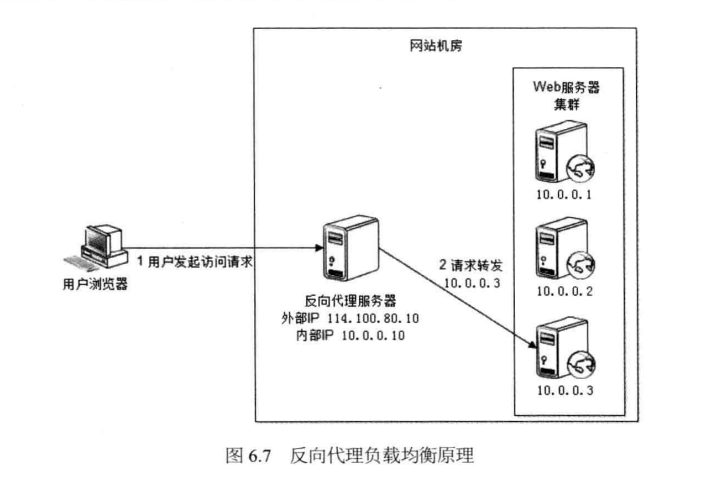 网站机房
Web服务器
集群
10.0.0.1
1 用户发起访问请求
用户浏览器
2 请求转发
10.0.0.3
10.0.0.2
反向代理服务器
外部IP 114.100.80.10
内部IP 10.0.0.10
10.0.0.3
图 6.7 反向代理负载均衡原理